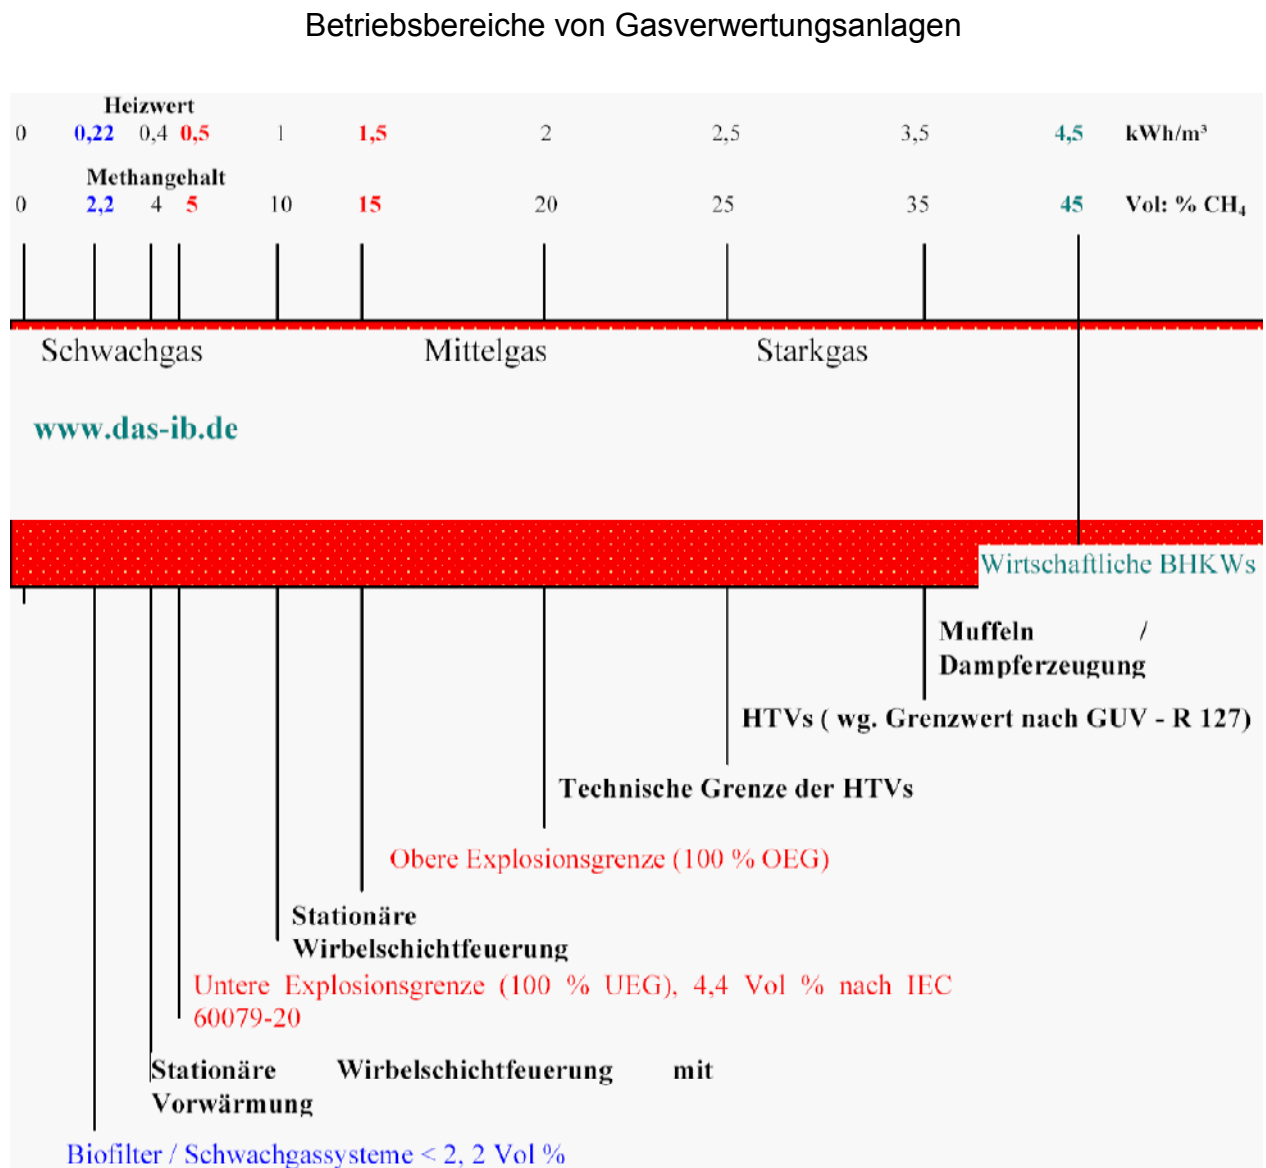 Betriebsbereiche von Gasverwertungsanlagen
Heizwert
0 0,22 0,4 0,5 1 1,5 2 2,5 3,5 4,5 kWh/m³
Methangehalt
0 2,2 4 5 10 15 20 25 35 45 Vol: % CH₄
Schwachgas Mittelgas Starkgas
www.das-ib.de
Wirtschaftliche BHKWs
Muffeln /
Dampferzeugung
HTVs ( wg. Grenzwert nach GUV - R 127)
Technische Grenze der HTVs
Obere Explosionsgrenze (100 % OEG)
Stationäre
Wirbelschichtfeuerung
Untere Explosionsgrenze (100 % UEG), 4,4 Vol % nach IEC
60079-20
Stationäre Wirbelschichtfeuerung mit
Vorwärmung
Biofilter / Schwachgassysteme < 2, 2 Vol %